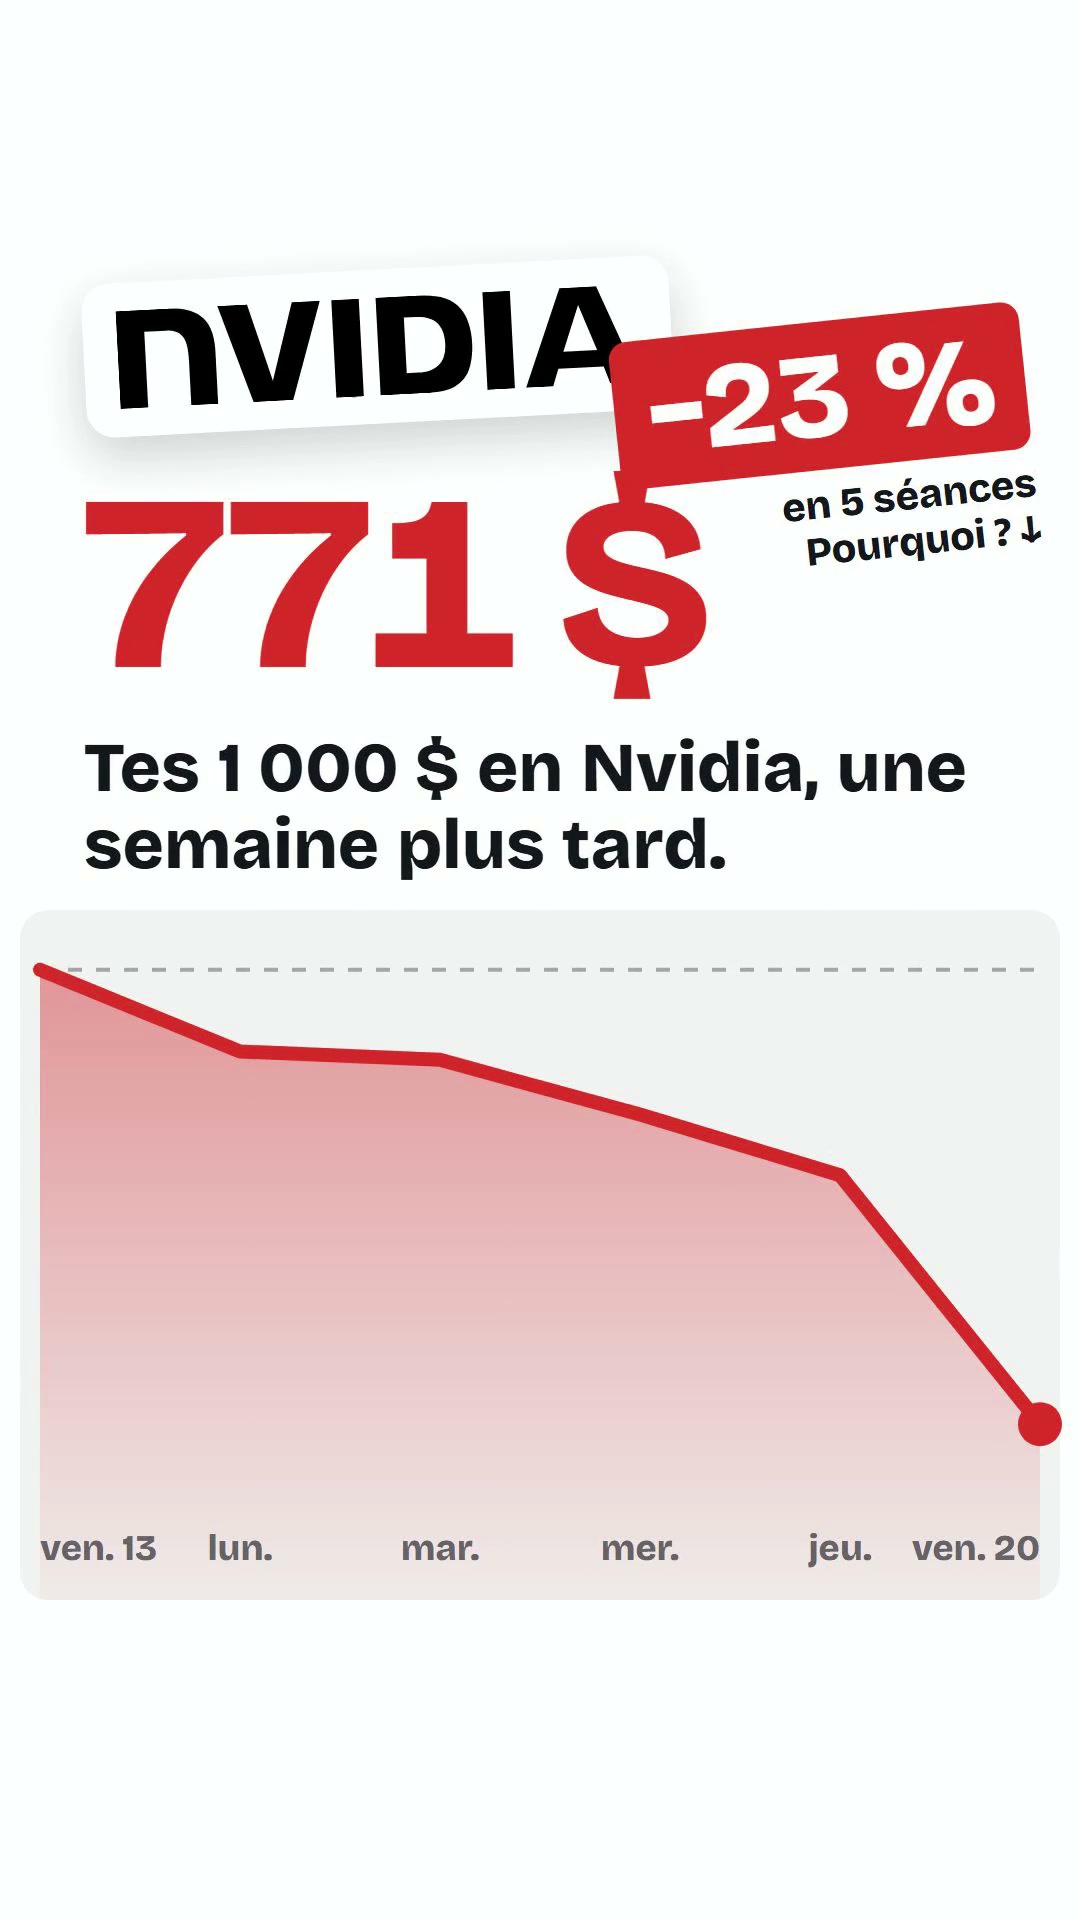 NVIDIA
-23 %
en 5 séances
Pourquoi ? ↓
771 $
Tes 1 000 $ en Nvidia, une
semaine plus tard.
ven. 13 lun. mar. mer. jeu. ven. 20